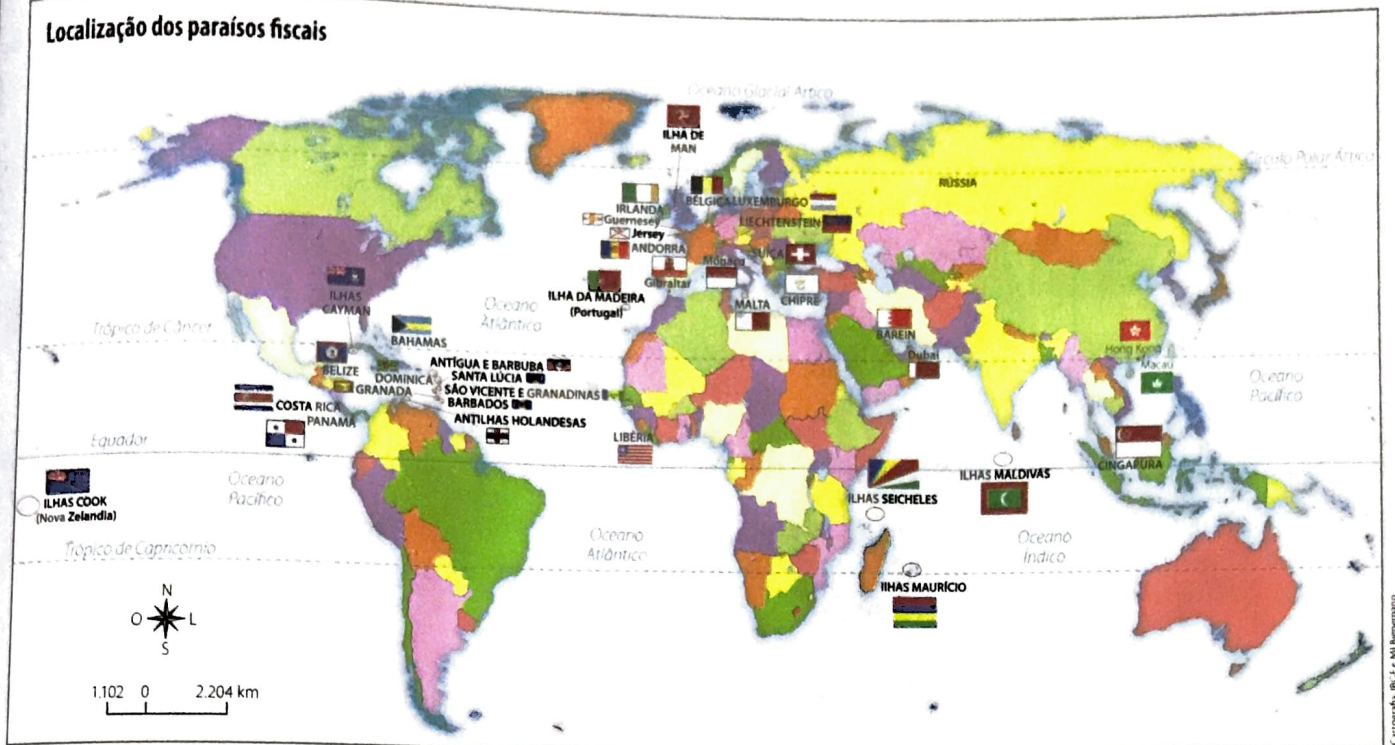 Localização dos paraísos fiscais
Oceano Glacial Ártico
ILHA DE
MAN
Círculo Polar Ártico
RÚSSIA
BÉLGICA
LUXEMBURGO
IRLANDA
Guernesey
LIECHTENSTEIN
Jersey
ANDORRA
SUÍÇA
Mônaco
Gibraltar
ILHAS
CAYMAN
ILHA DA MADEIRA
(Portugal)
Oceano
Atlântico
MALTA
CHIPRE
Trópico de Câncer
BAHAMAS
BAREIN
Hong Kong
Dubai
Macau
BELIZE
ANTÍGUA E BARBUBA
SANTA LÚCIA
DOMINICA
GRANADA
SÃO VICENTE E GRANADINAS
BARBADOS
Oceano
Pacífico
COSTA RICA
PANAMÁ
ANTILHAS HOLANDESAS
Equador
LIBÉRIA
CINGAPURA
ILHAS MALDIVAS
ILHAS SEICHELES
ILHAS COOK
(Nova Zelandia)
Oceano
Pacífico
Oceano
Atlântico
Oceano
Índico
Trópico de Capricórnio
IlHAS MAURÍCIO
N
O
L
S
1.102 0 2.204 km